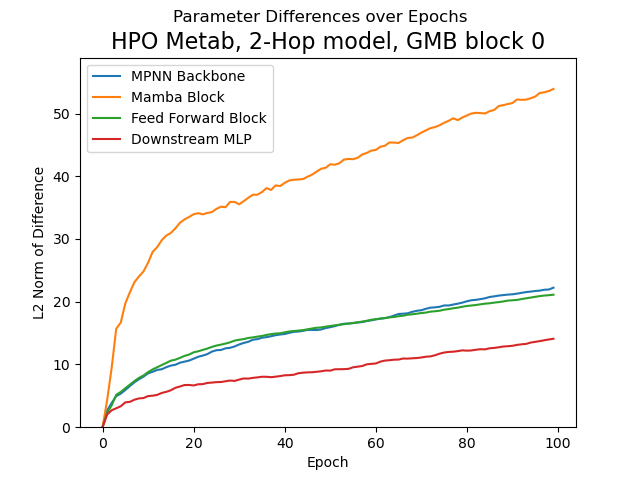 Parameter Differences over Epochs
HPO Metab, 2-Hop model, GMB block 0
MPNN Backbone
Mamba Block
Feed Forward Block
Downstream MLP
L2 Norm of Difference
50
40
30
20
10
0
0 20 40 60 80 100
Epoch